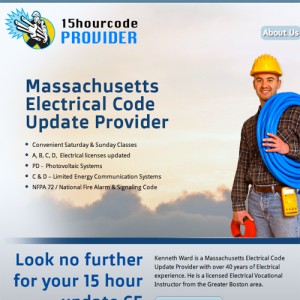 15hourcode
PROVIDER
About Us
Massachusetts
Electrical Code
Update Provider
Convenient Saturday & Sunday Classes
A, B, C, D, Electrical licenses updated
PD - Photovoltaic Systems
C & D – Limited Energy Communication Systems
NFPA 72 / National Fire Alarm & Signaling Code
Look no further
for your 15 hour
update CE
Kenneth Ward is a Massachusetts Electrical Code
Update Provider with over 40 years of Electrical
experience. He is a licensed Electrical Vocational
Instructor from the Greater Boston area.